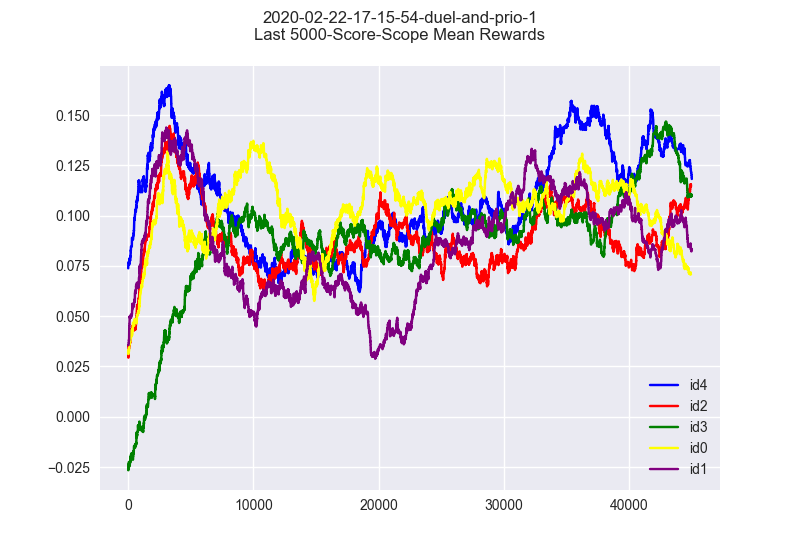 2020-02-22-17-15-54-duel-and-prio-1
Last 5000-Score-Scope Mean Rewards
0.150
0.125
0.100
0.075
0.050
0.025
0.000
−0.025
0
10000
20000
30000
40000
id4
id2
id3
id0
id1